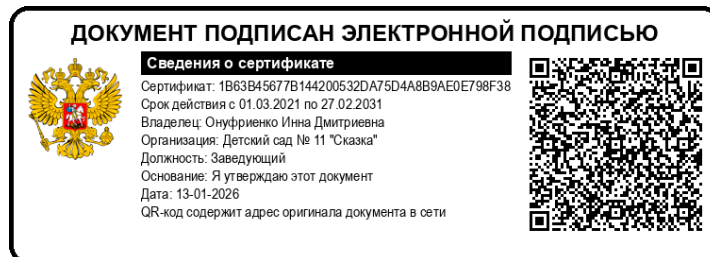 ДОКУМЕНТ ПОДПИСАН ЭЛЕКТРОННОЙ ПОДПИСЬЮ
Сведения о сертификате
Сертификат: 1B63B45677B144200532DA75D4A8B9AE0E798F38
Срок действия с 01.03.2021 по 27.02.2031
Владелец: Онуфриенко Инна Дмитриевна
Организация: Детский сад № 11 "Сказка"
Должность: Заведующий
Основание: Я утверждаю этот документ
Дата: 13-01-2026
QR-код содержит адрес оригинала документа в сети